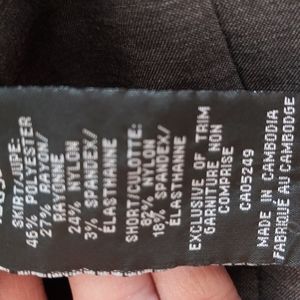 SKIRT/JUPE:
46% POLYESTER
27% RAYON/
RAYONNE
24% NYLON
3% SPANDEX/
ELASTHANNE
SHORT/CULOTTE:
82% NYLON
18% SPANDEX/
ELASTHANNE
EXCLUSIVE OF TRIM
GARNITURE NON
COMPRISE
CA05249
MADE IN CAMBODIA
FABRIQUÉ AU CAMBODGE